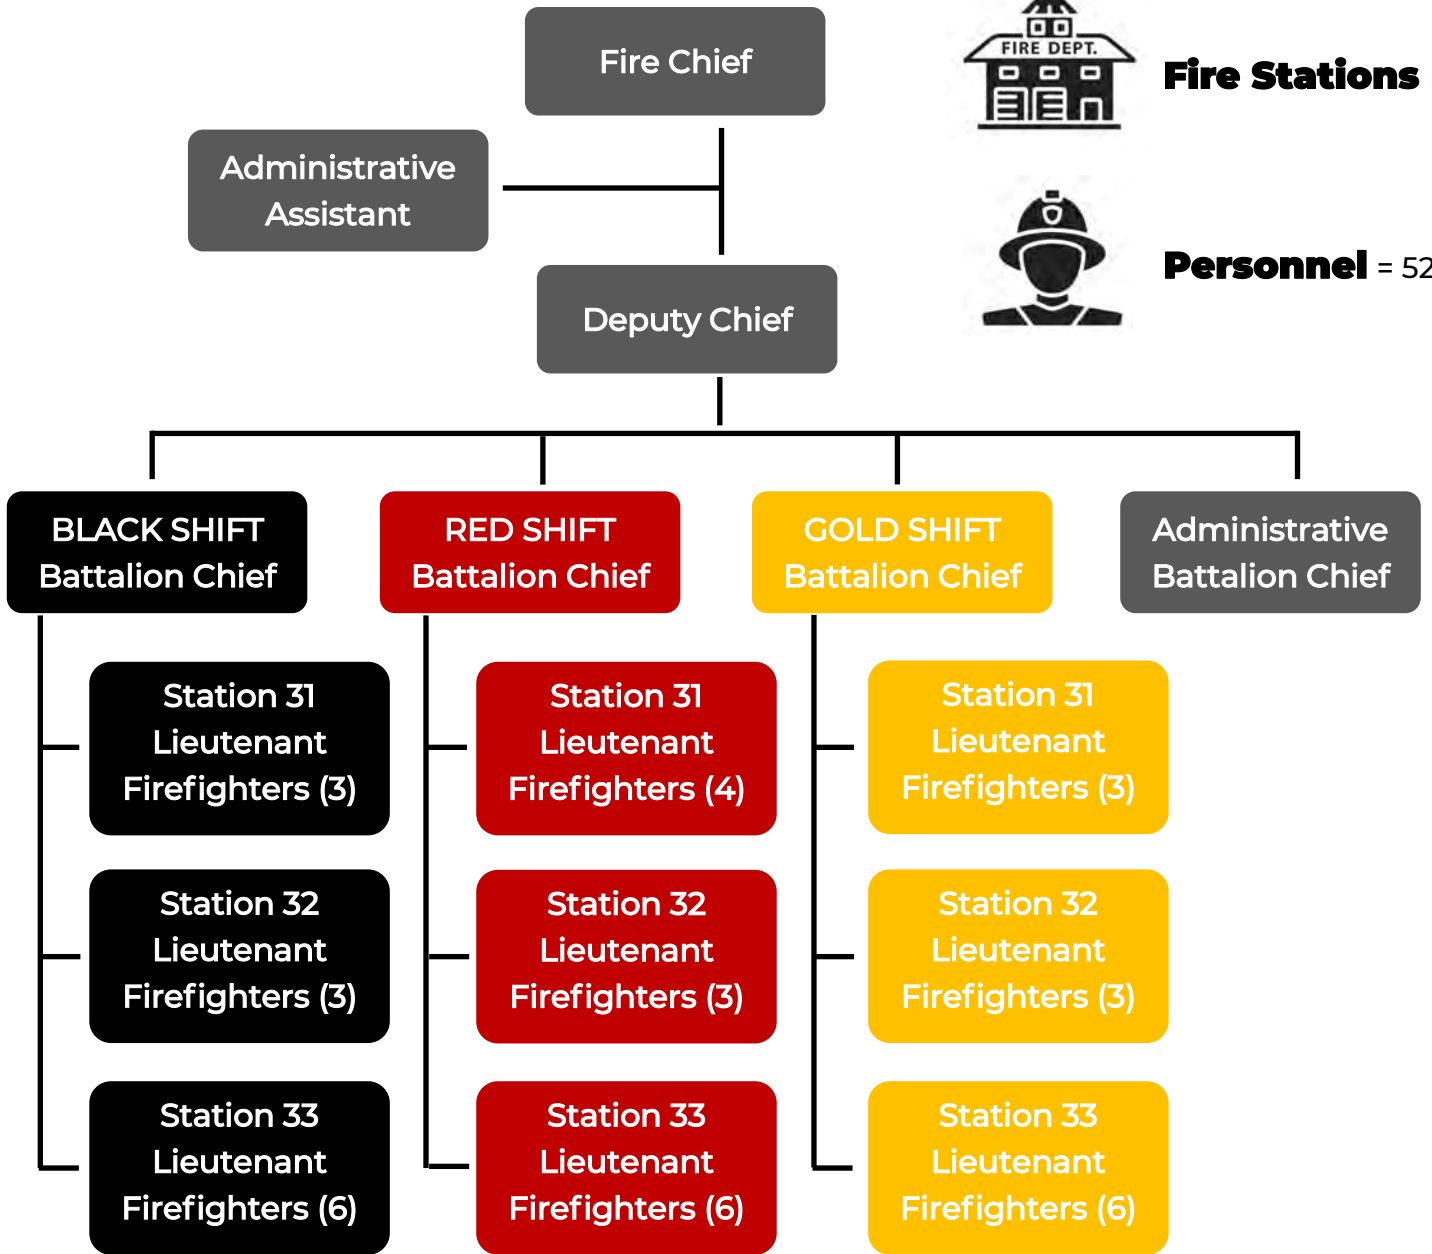 Fire Chief
FIRE DEPT.
Fire Stations
Administrative
Assistant
Personnel = 52
Deputy Chief
BLACK SHIFT
Battalion Chief
RED SHIFT
Battalion Chief
GOLD SHIFT
Battalion Chief
Administrative
Battalion Chief
Station 31
Lieutenant
Firefighters (3)
Station 31
Lieutenant
Firefighters (4)
Station 31
Lieutenant
Firefighters (3)
Station 32
Lieutenant
Firefighters (3)
Station 32
Lieutenant
Firefighters (3)
Station 32
Lieutenant
Firefighters (3)
Station 33
Lieutenant
Firefighters (6)
Station 33
Lieutenant
Firefighters (6)
Station 33
Lieutenant
Firefighters (6)